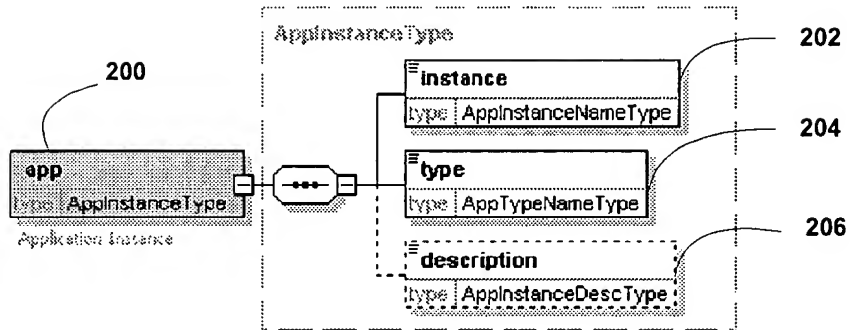 AppInstanceType
202
instance
type AppInstanceNameType
200
204
app
type AppInstanceType
Application Instance
type
type AppTypeNameType
206
description
type AppInstanceDescType